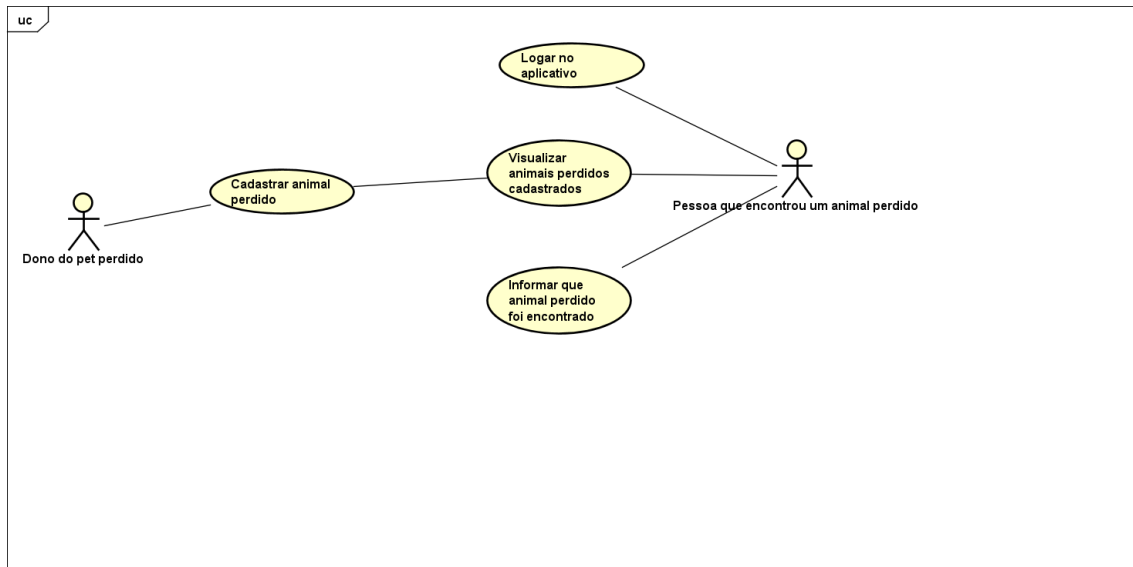 uc
Logar no
aplicativo
Visualizar
animais perdidos
cadastrados
Cadastrar animal
perdido
Pessoa que encontrou um animal perdido
Dono do pet perdido
Informar que
animal perdido
foi encontrado